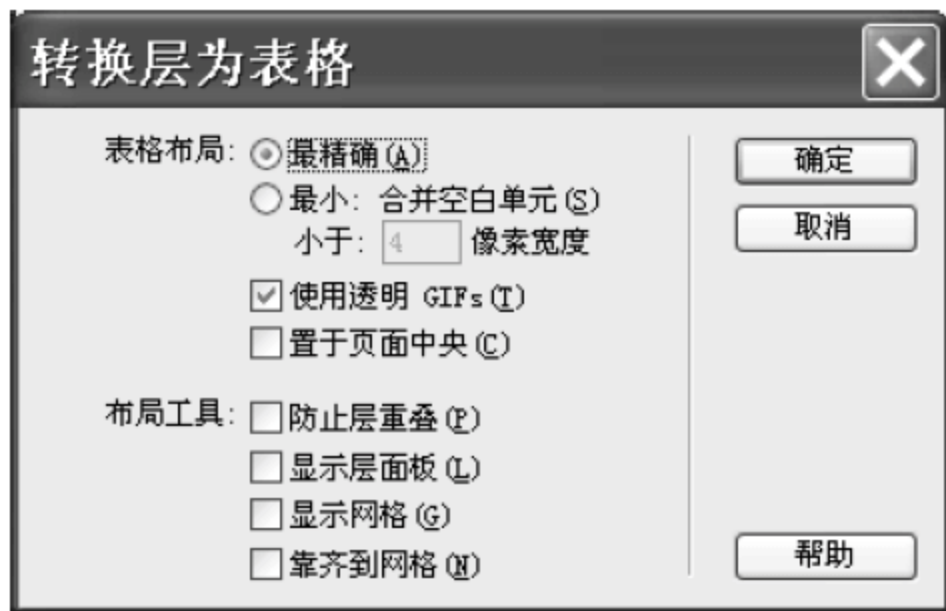 转换层为表格
表格布局: 最精确(A)
最小: 合并空白单元(S)
小于: 4 像素宽度
使用透明 GIFs(T)
置于页面中央(C)
布局工具: 防止层重叠(P)
显示层面板(L)
显示网格(G)
靠齐到网格(N)
确定
取消
帮助